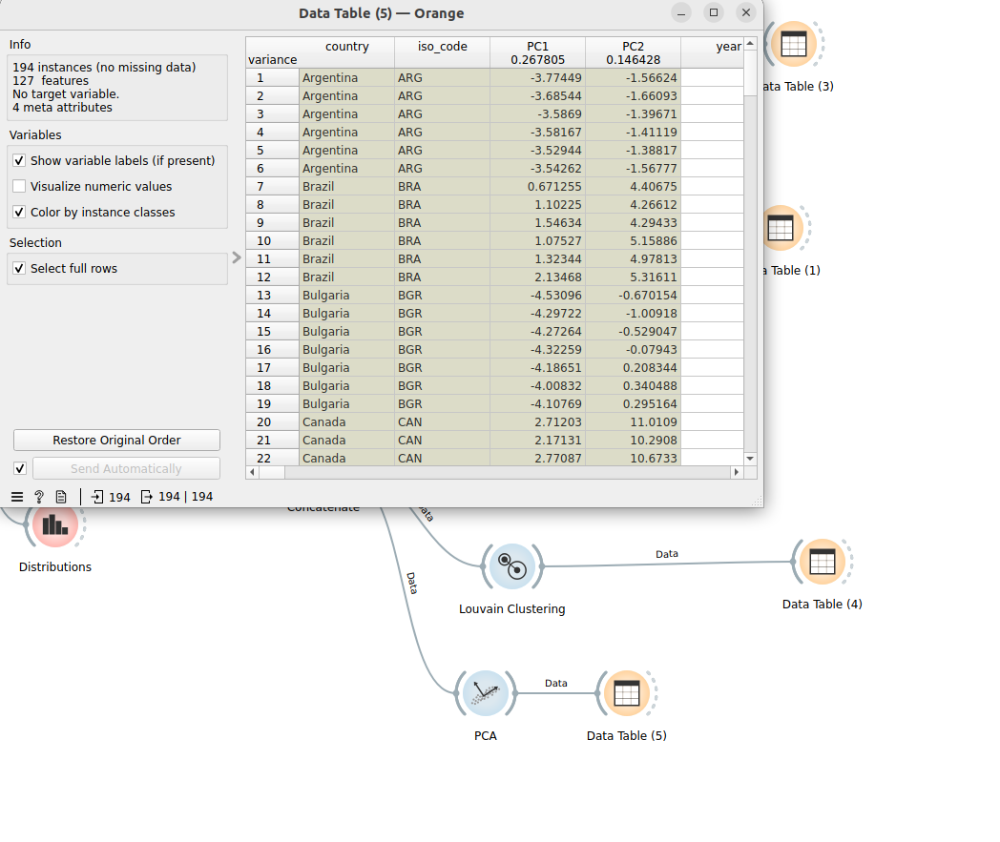 Data Table (5) — Orange
Info
194 instances (no missing data)
127 features
No target variable.
4 meta attributes
Variables
Show variable labels (if present)
Visualize numeric values
Color by instance classes
Selection
Select full rows
Restore Original Order
Send Automatically
194
194 | 194
country iso_code PC1 PC2 year
variance 0.267805 0.146428
1 Argentina ARG -3.77449 -1.56624
2 Argentina ARG -3.68544 -1.66093
3 Argentina ARG -3.5869 -1.39671
4 Argentina ARG -3.58167 -1.41119
5 Argentina ARG -3.52944 -1.38817
6 Argentina ARG -3.54262 -1.56777
7 Brazil BRA 0.671255 4.40675
8 Brazil BRA 1.10225 4.26612
9 Brazil BRA 1.54634 4.29433
10 Brazil BRA 1.07527 5.15886
11 Brazil BRA 1.32344 4.97813
12 Brazil BRA 2.13468 5.31611
13 Bulgaria BGR -4.53096 -0.670154
14 Bulgaria BGR -4.29722 -1.00918
15 Bulgaria BGR -4.27264 -0.529047
16 Bulgaria BGR -4.32259 -0.07943
17 Bulgaria BGR -4.18651 0.208344
18 Bulgaria BGR -4.00832 0.340488
19 Bulgaria BGR -4.10769 0.295164
20 Canada CAN 2.71203 11.0109
21 Canada CAN 2.17131 10.2908
22 Canada CAN 2.77087 10.6733
ata Table (3)
a Table (1)
Concatenate
Distributions
Data
Data
Louvain Clustering
Data
Data Table (4)
PCA
Data
Data Table (5)